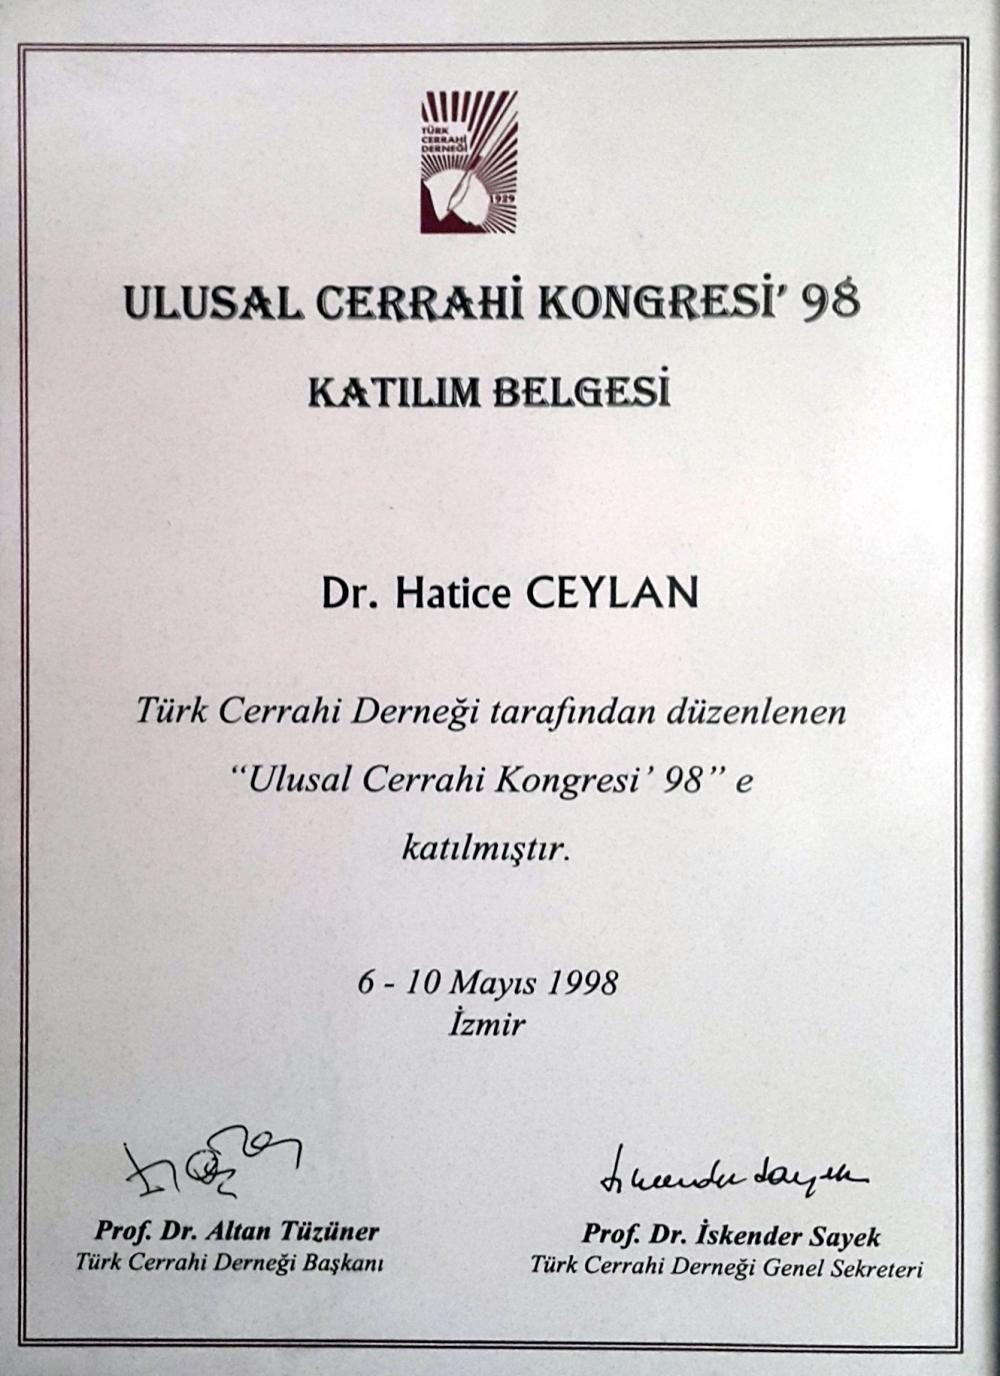 TÜRK
CERRAHİ
DERNEĞİ
1929
ULUSAL CERRAHİ KONGRESİ' 98
KATILIM BELGESİ
Dr. Hatice CEYLAN
Türk Cerrahi Derneği tarafından düzenlenen
“Ulusal Cerrahi Kongresi’ 98” e
katılmıştır.
6 - 10 Mayıs 1998
İzmir
İskender Sayek
Prof. Dr. Altan Tüzüner
Prof. Dr. İskender Sayek
Türk Cerrahi Derneği Başkanı
Türk Cerrahi Derneği Genel Sekreteri